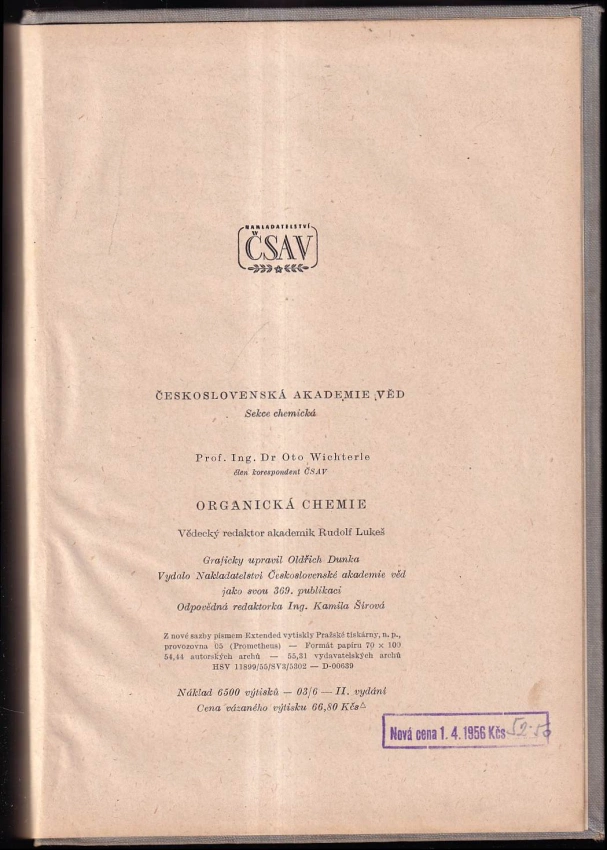 NAKLADATELSTVÍ
ČSAV
ČESKOSLOVENSKÁ AKADEMIE VĚD
Sekce chemická
Prof. Ing. Dr Oto Wichterle
člen korespondent ČSAV
ORGANICKÁ CHEMIE
Vědecký redaktor akademik Rudolf Lukeš
Graficky upravil Oldřich Dunka
Vydalo Nakladatelství Československé akademie věd
jako svou 369. publikaci
Odpovědná redaktorka Ing. Kamila Šírová
Z nové sazby písmem Extended vytiskly Pražské tiskárny, n. p.,
provozovna 05 (Prometheus) — Formát papíru 70 × 100
54,44 autorských archů — 55,31 vydavatelských archů
HSV 11899/55/SV3/5302 — D-00639
Náklad 6500 výtisků — 03/6 — II. vydání
Cena vázaného výtisku 66,80 Kčs
Nová cena 1. 4. 1956 Kčs 52·50